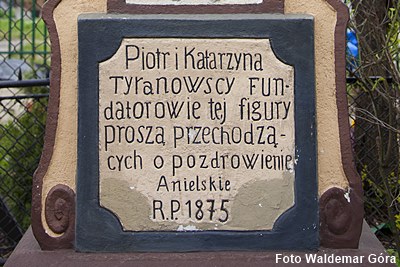 Piotr i Katarzyna
Tyranowscy fun-
datorowie tej figury
proszą przechodzą-
cych o pozdrowienie
Anielskie
R.P. 1875
Foto Waldemar Góra